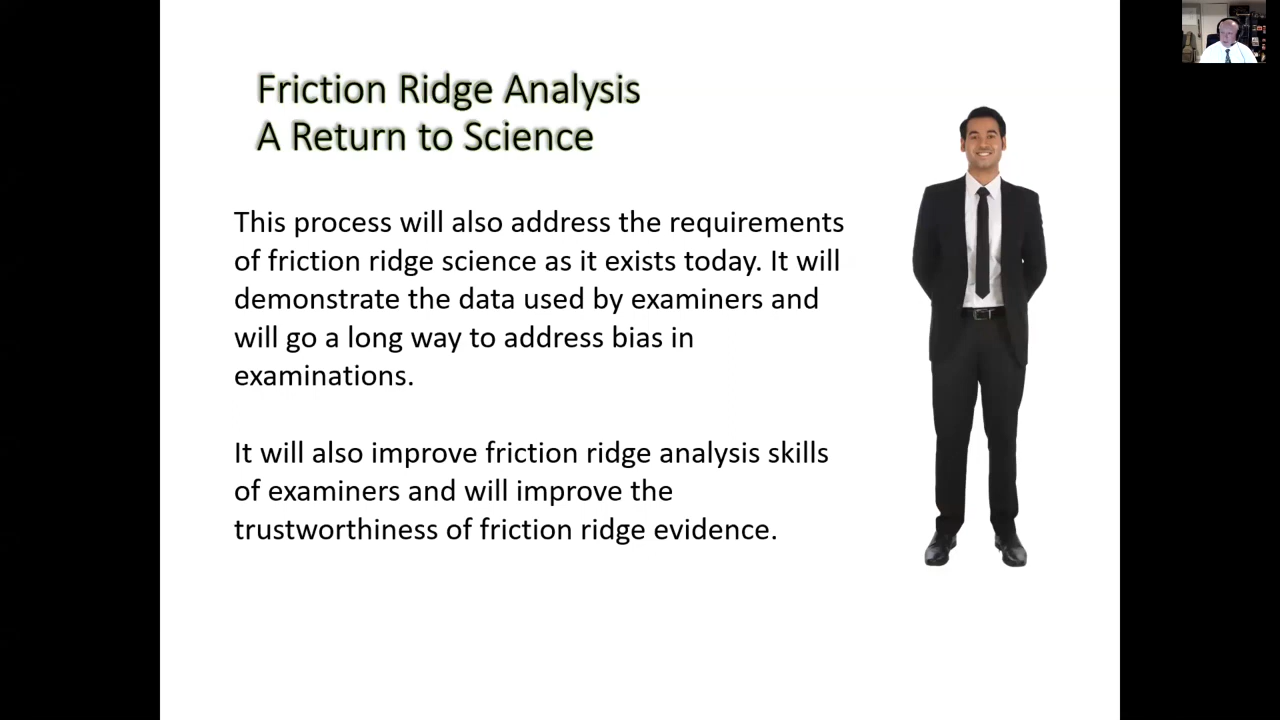 Friction Ridge Analysis
A Return to Science
This process will also address the requirements
of friction ridge science as it exists today. It will
demonstrate the data used by examiners and
will go a long way to address bias in
examinations.
It will also improve friction ridge analysis skills
of examiners and will improve the
trustworthiness of friction ridge evidence.